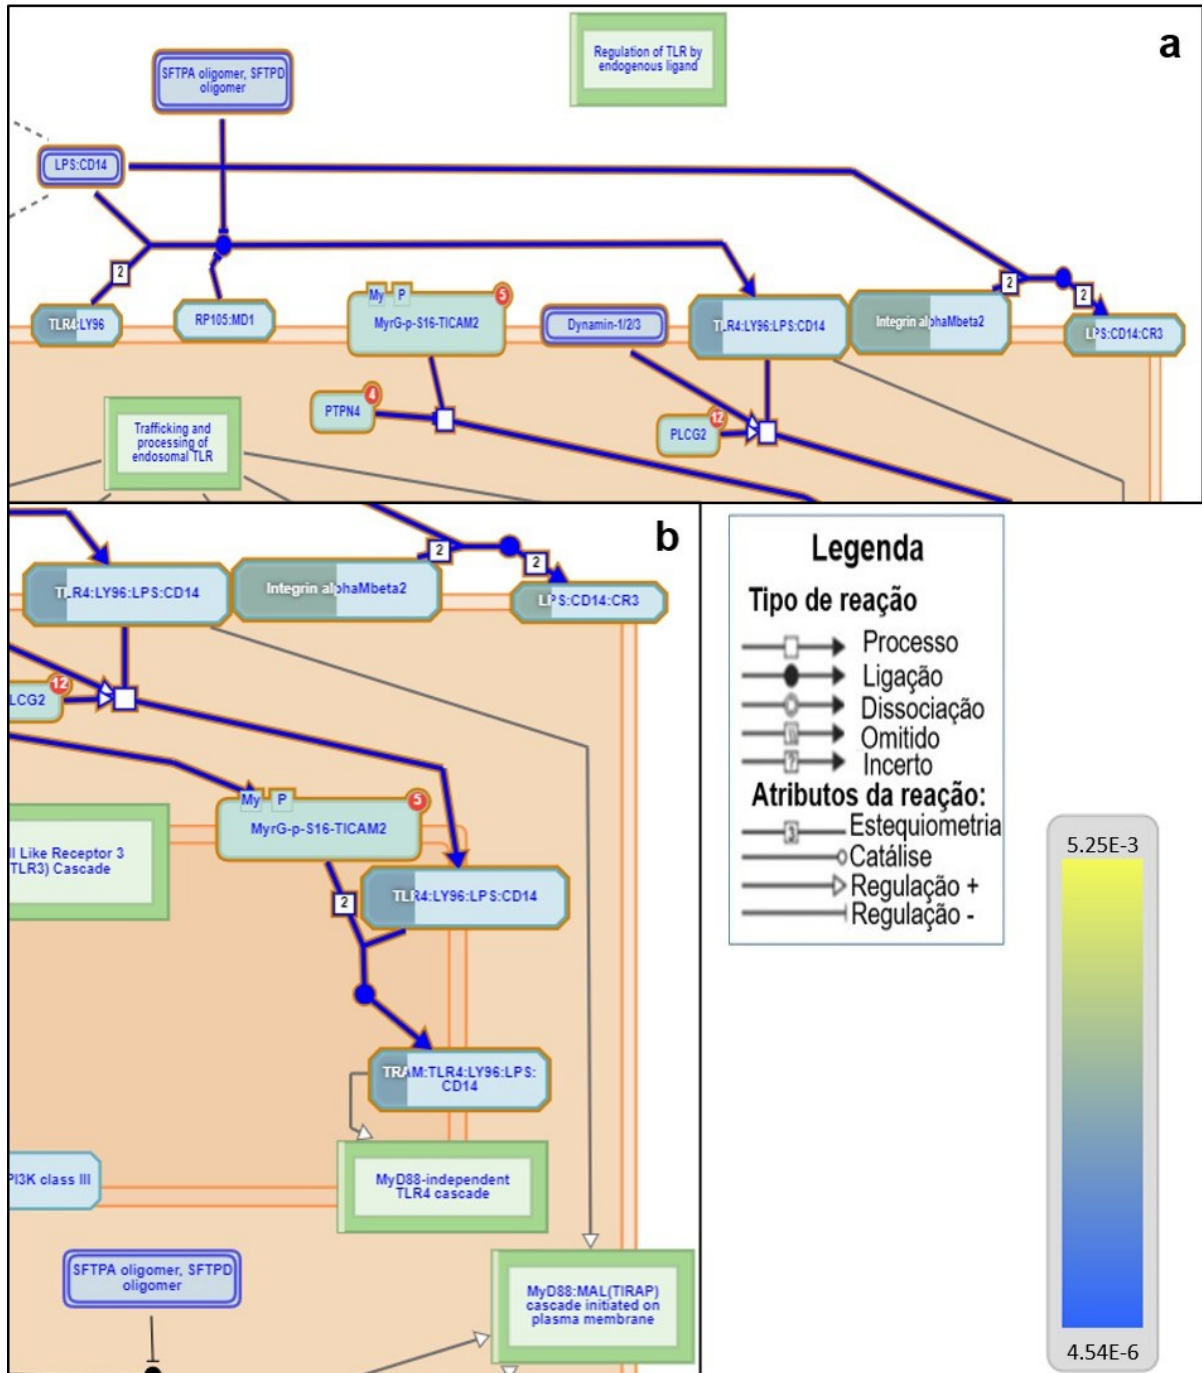 a
Regulation of TLR by
endogenous ligand
SFTPA oligomer, SFTPD
oligomer
LPS:CD14
2
TLR4:LY96
RP105:MD1
My P
5
MyrG-p-S16-TICAM2
Dynamin-1/2/3
TLR4:LY96:LPS:CD14
Integrin alphaMbeta2
2
2
LPS:CD14:CR3
PTPN4
4
PLCG2
12
Trafficking and
processing of
endosomal TLR
b
TLR4:LY96:LPS:CD14
Integrin alphaMbeta2
2
2
LPS:CD14:CR3
LCG2
12
My P
5
MyrG-p-S16-TICAM2
ll Like Receptor 3
TLR3) Cascade
2
TLR4:LY96:LPS:CD14
TRAM:TLR4:LY96:LPS:
CD14
PI3K class III
MyD88-independent
TLR4 cascade
SFTPA oligomer, SFTPD
oligomer
MyD88:MAL(TIRAP)
cascade initiated on
plasma membrane
Legenda
Tipo de reação
Processo
Ligação
Dissociação
\\ Omitido
? Incerto
Atributos da reação:
3 Estequiometria
Catálise
Regulação +
Regulação -
5.25E-3
4.54E-6